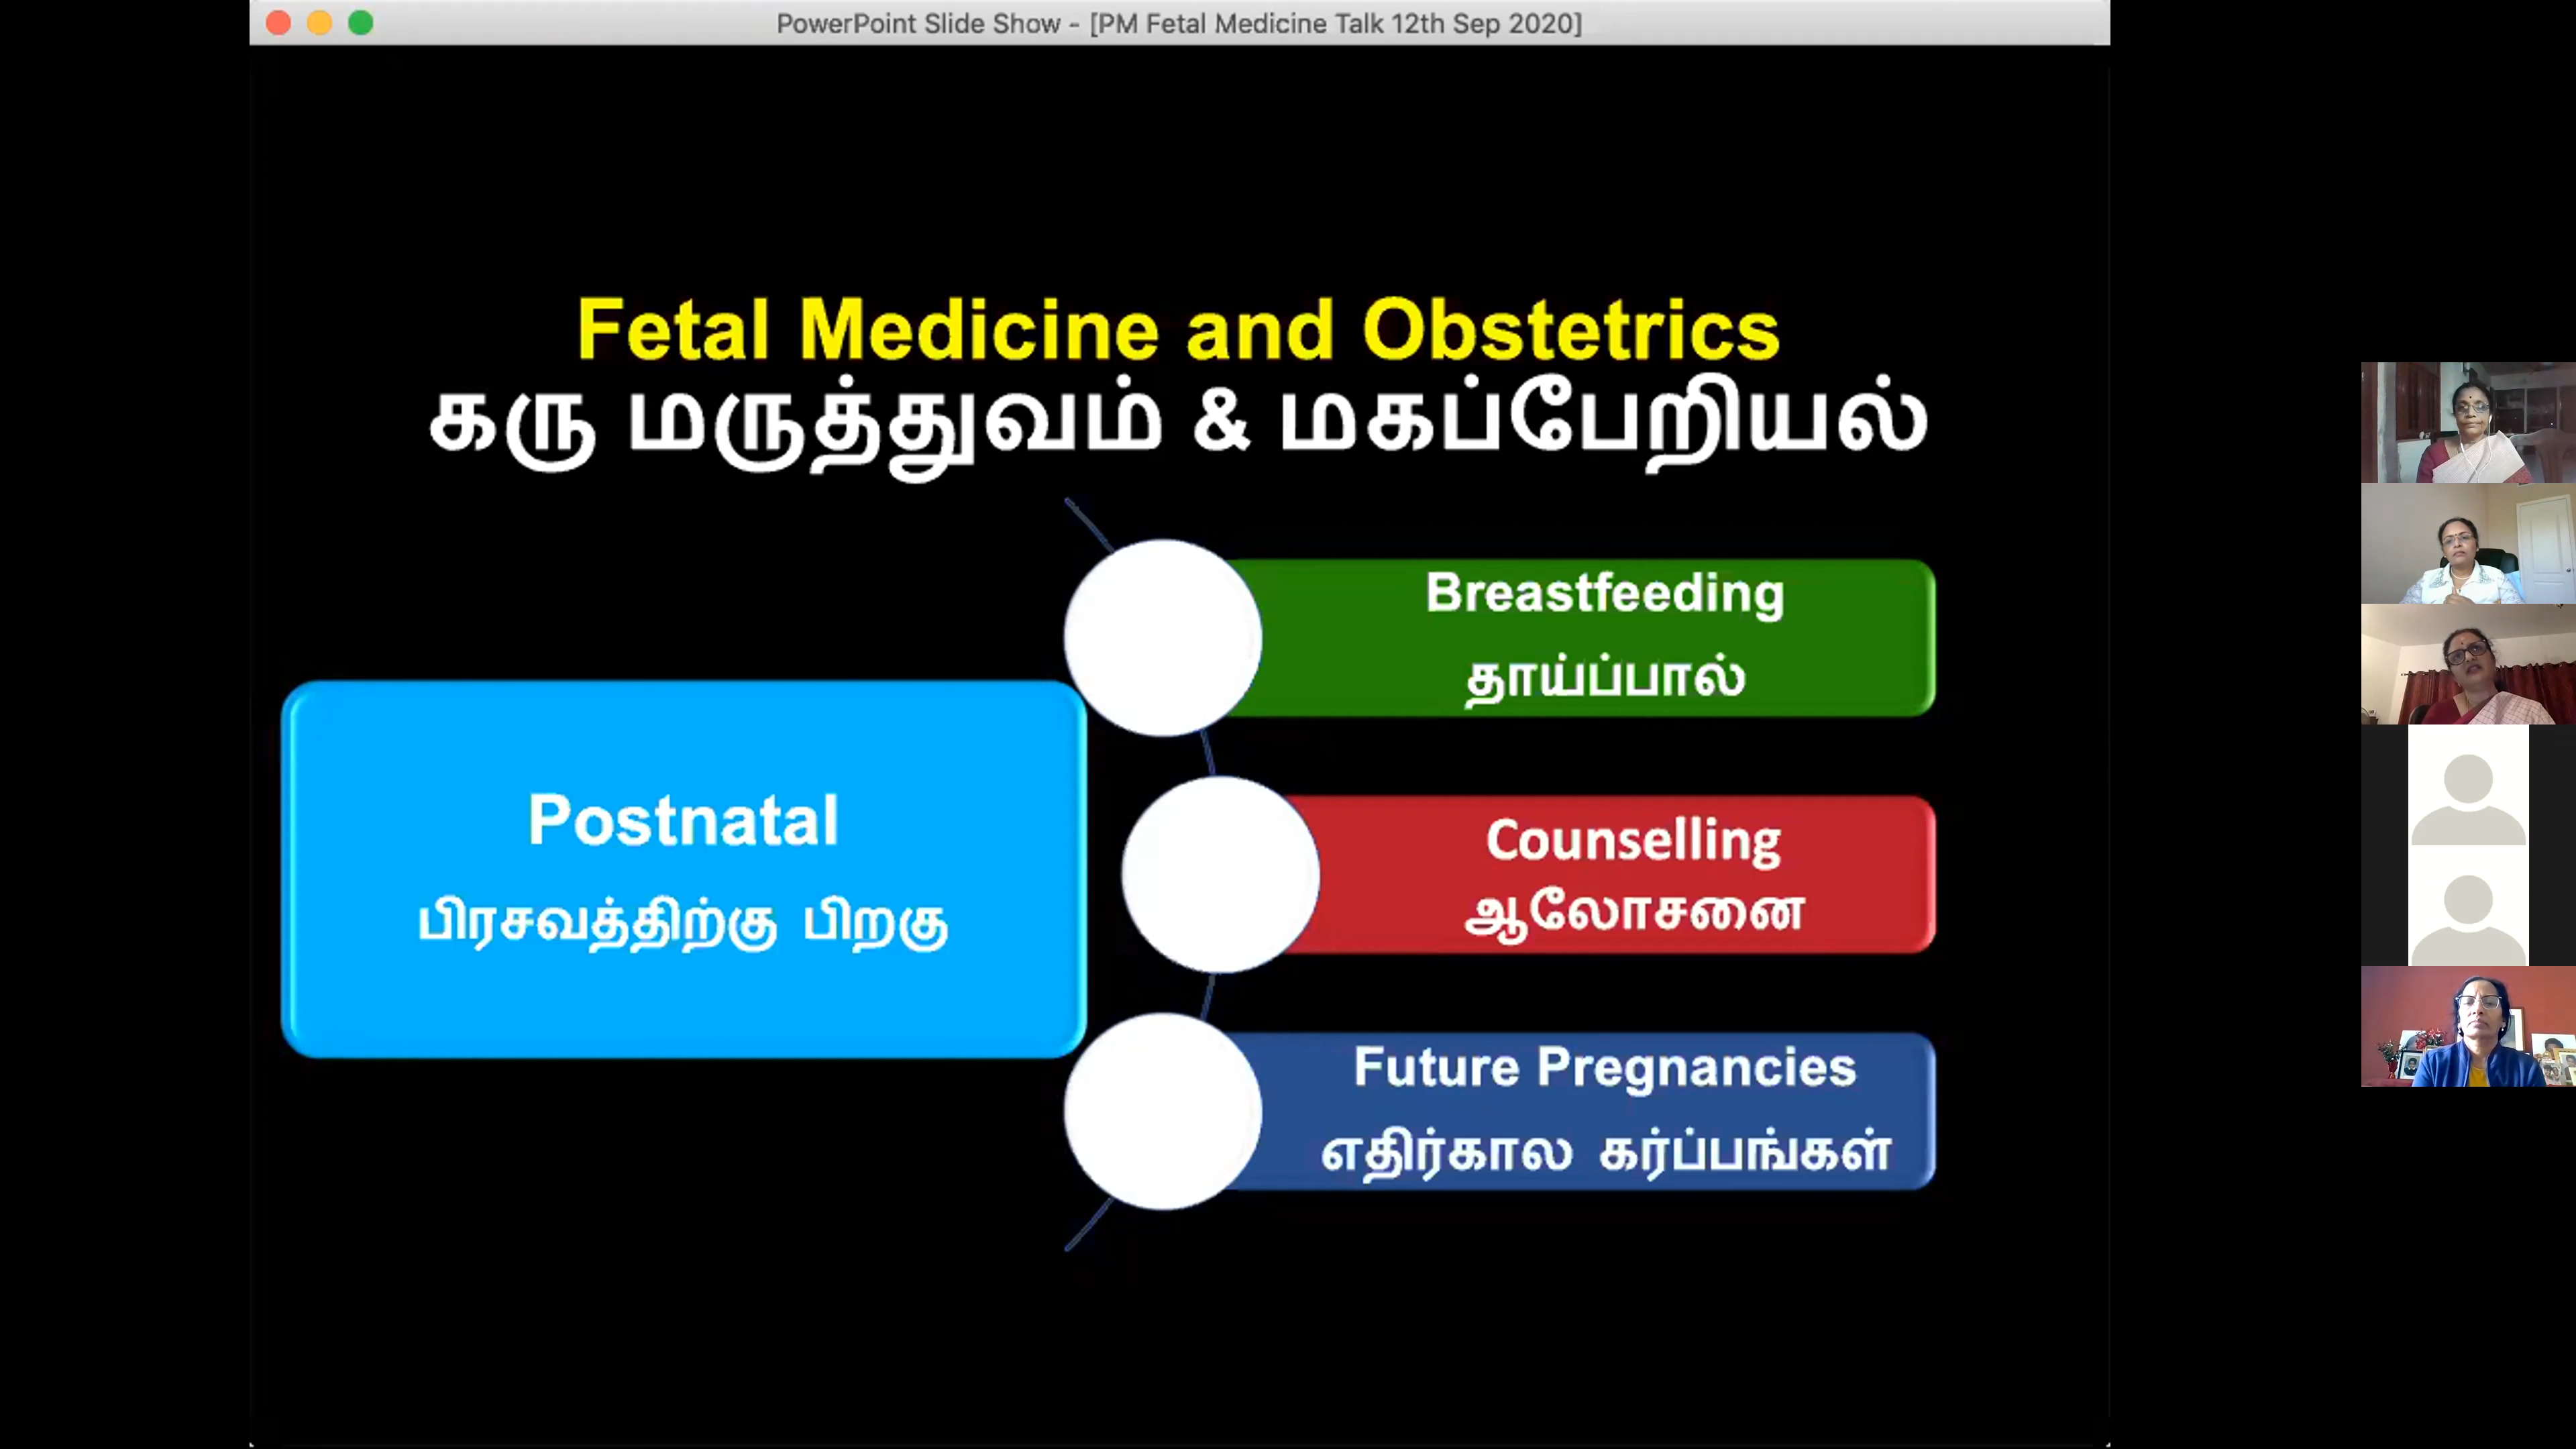 PowerPoint Slide Show - [PM Fetal Medicine Talk 12th Sep 2020]
Fetal Medicine and Obstetrics
கரு மருத்துவம் & மகப்பேறியல்
Postnatal
பிரசவத்திற்கு பிறகு
Breastfeeding
தாய்ப்பால்
Counselling
ஆலோசனை
Future Pregnancies
எதிர்கால கர்ப்பங்கள்